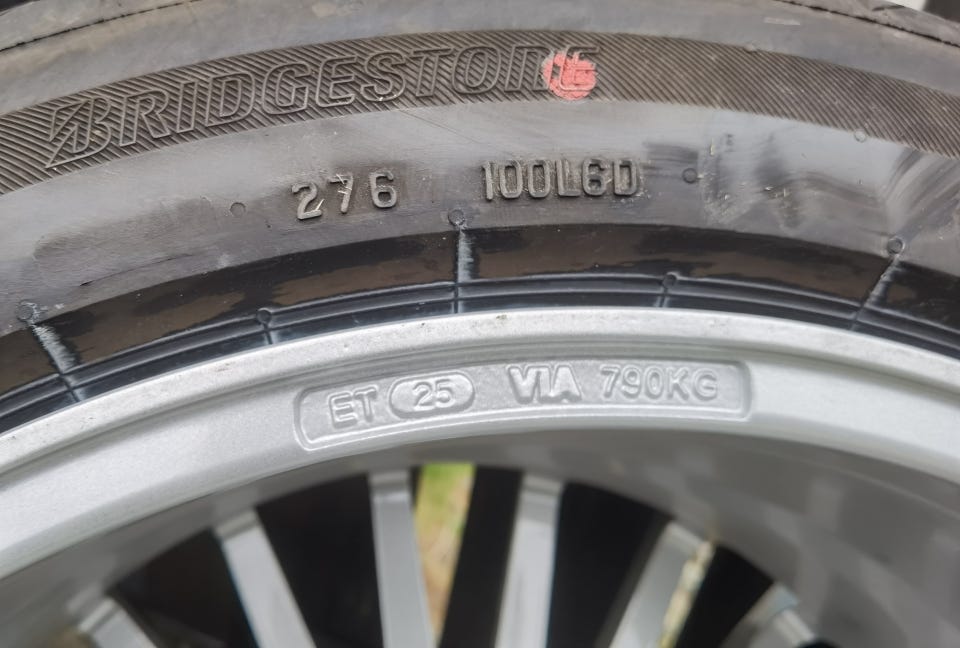 BRIDGESTONE
276 100L6D
ET 25 VIA 790KG